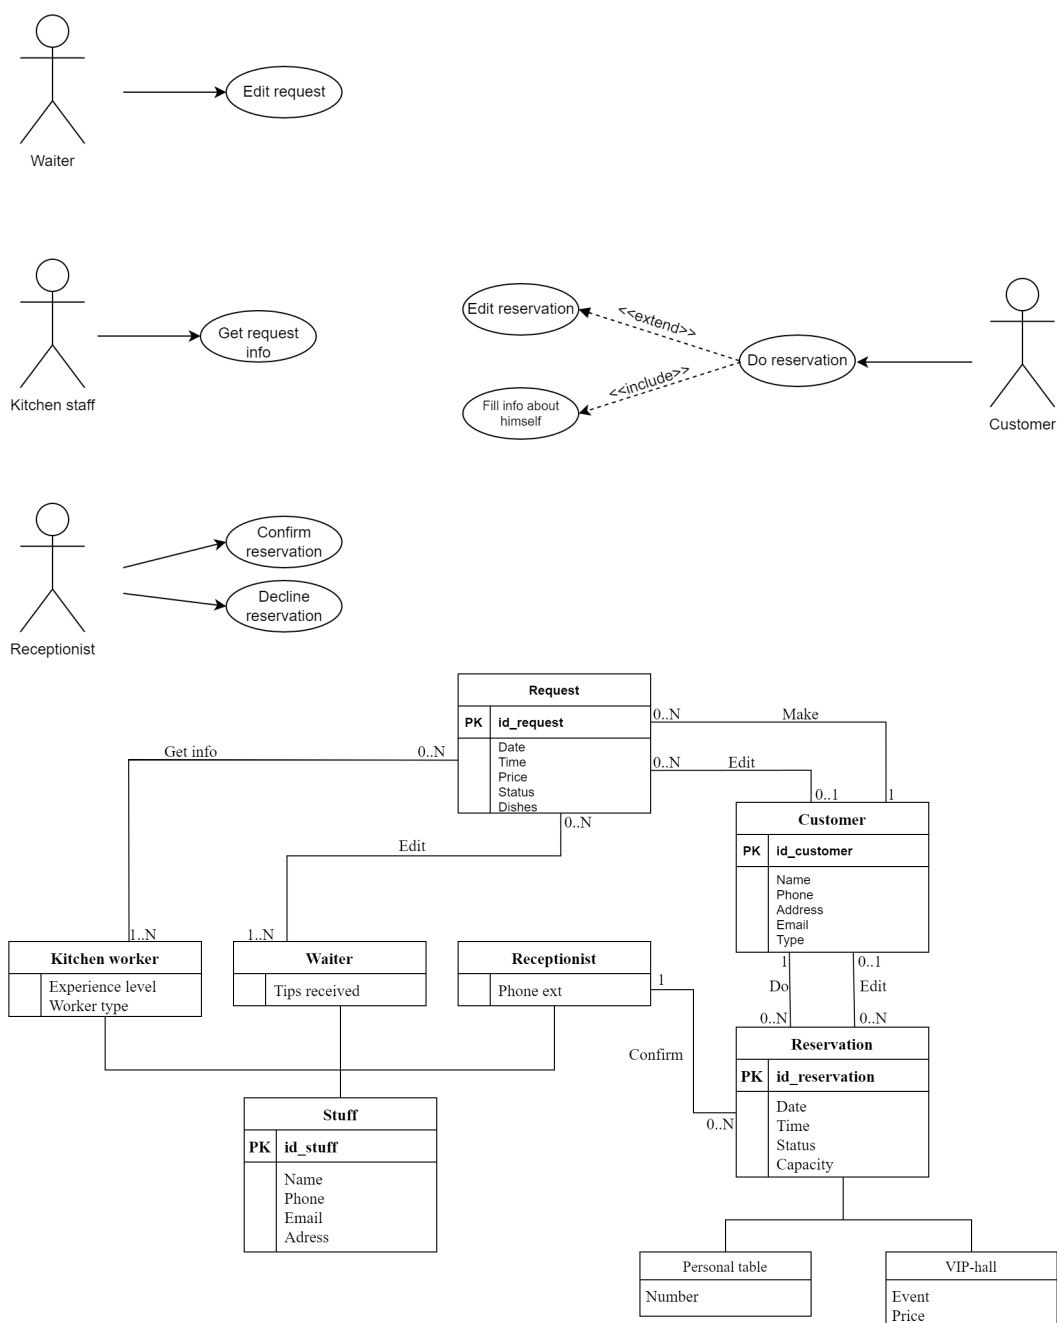 Edit request
Waiter
Edit reservation
<<extend>>
Get request
info
Do reservation
<<include>>
Kitchen staff
Fill info about
himself
Customer
Confirm
reservation
Decline
reservation
Receptionist
Request
PK id_request
Date
Time
Price
Status
Dishes
0..N Make
Get info 0..N
0..N Edit
0..1 1
0..N
Edit
Customer
PK id_customer
Name
Phone
Address
Email
Type
1..N
1..N
Kitchen worker
Experience level
Worker type
Waiter
Tips received
Receptionist
Phone ext
1
1 0..1
Do Edit
0..N 0..N
Confirm
0..N
Reservation
PK id_reservation
Date
Time
Status
Capacity
Stuff
PK id_stuff
Name
Phone
Email
Adress
Personal table
Number
VIP-hall
Event
Price